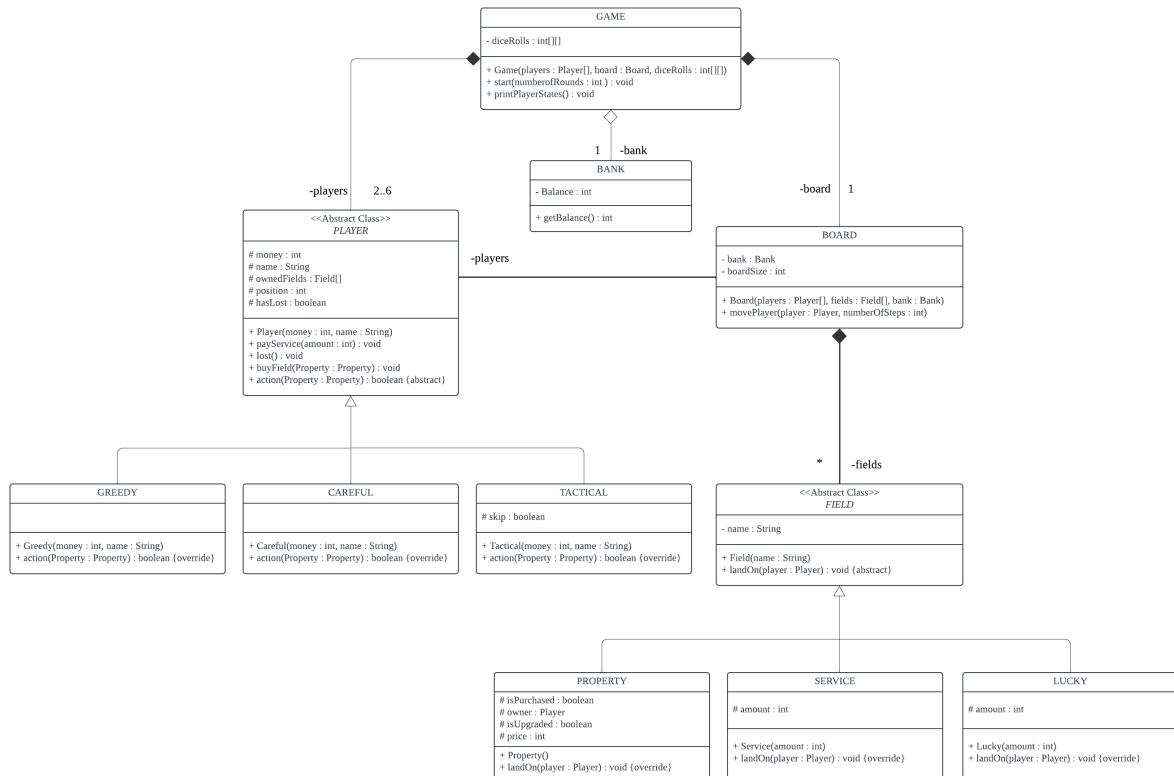 GAME
- diceRolls : int[][]
+ Game(players : Player[], board : Board, diceRolls : int[][])
+ start(numberofRounds : int ) : void
+ printPlayerStates() : void
1 -bank
BANK
- Balance : int
+ getBalance() : int
-players 2..6
-board 1
<<Abstract Class>>
PLAYER
# money : int
# name : String
# ownedFields : Field[]
# position : int
# hasLost : boolean
+ Player(money : int, name : String)
+ payService(amount : int) : void
+ lost() : void
+ buyField(Property : Property) : void
+ action(Property : Property) : boolean {abstract}
-players
BOARD
- bank : Bank
- boardSize : int
+ Board(players : Player[], fields : Field[], bank : Bank)
+ movePlayer(player : Player, numberOfSteps : int)
* -fields
GREEDY
+ Greedy(money : int, name : String)
+ action(Property : Property) : boolean {override}
CAREFUL
+ Careful(money : int, name : String)
+ action(Property : Property) : boolean {override}
TACTICAL
# skip : boolean
+ Tactical(money : int, name : String)
+ action(Property : Property) : boolean {override}
<<Abstract Class>>
FIELD
- name : String
+ Field(name : String)
+ landOn(player : Player) : void {abstract}
PROPERTY
# isPurchased : boolean
# owner : Player
# isUpgraded : boolean
# price : int
+ Property()
+ landOn(player : Player) : void {override}
SERVICE
# amount : int
+ Service(amount : int)
+ landOn(player : Player) : void {override}
LUCKY
# amount : int
+ Lucky(amount : int)
+ landOn(player : Player) : void {override}